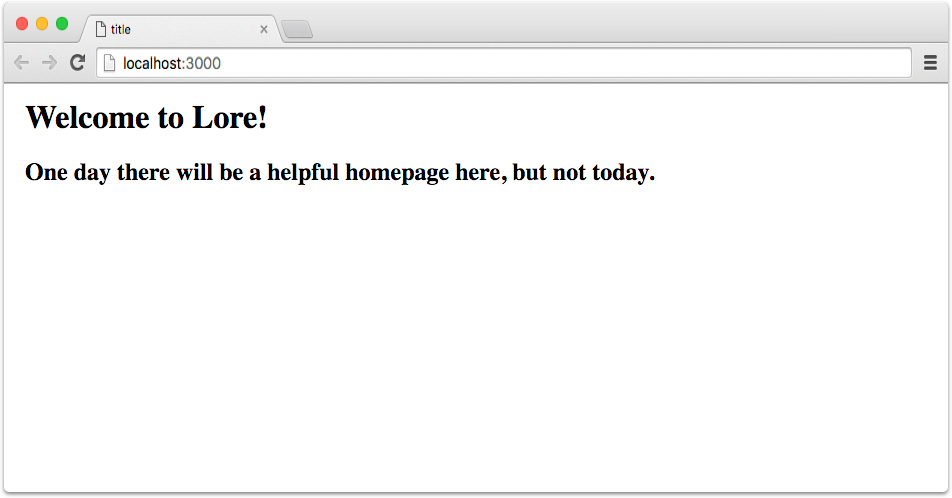 title
localhost:3000
Welcome to Lore!
One day there will be a helpful homepage here, but not today.